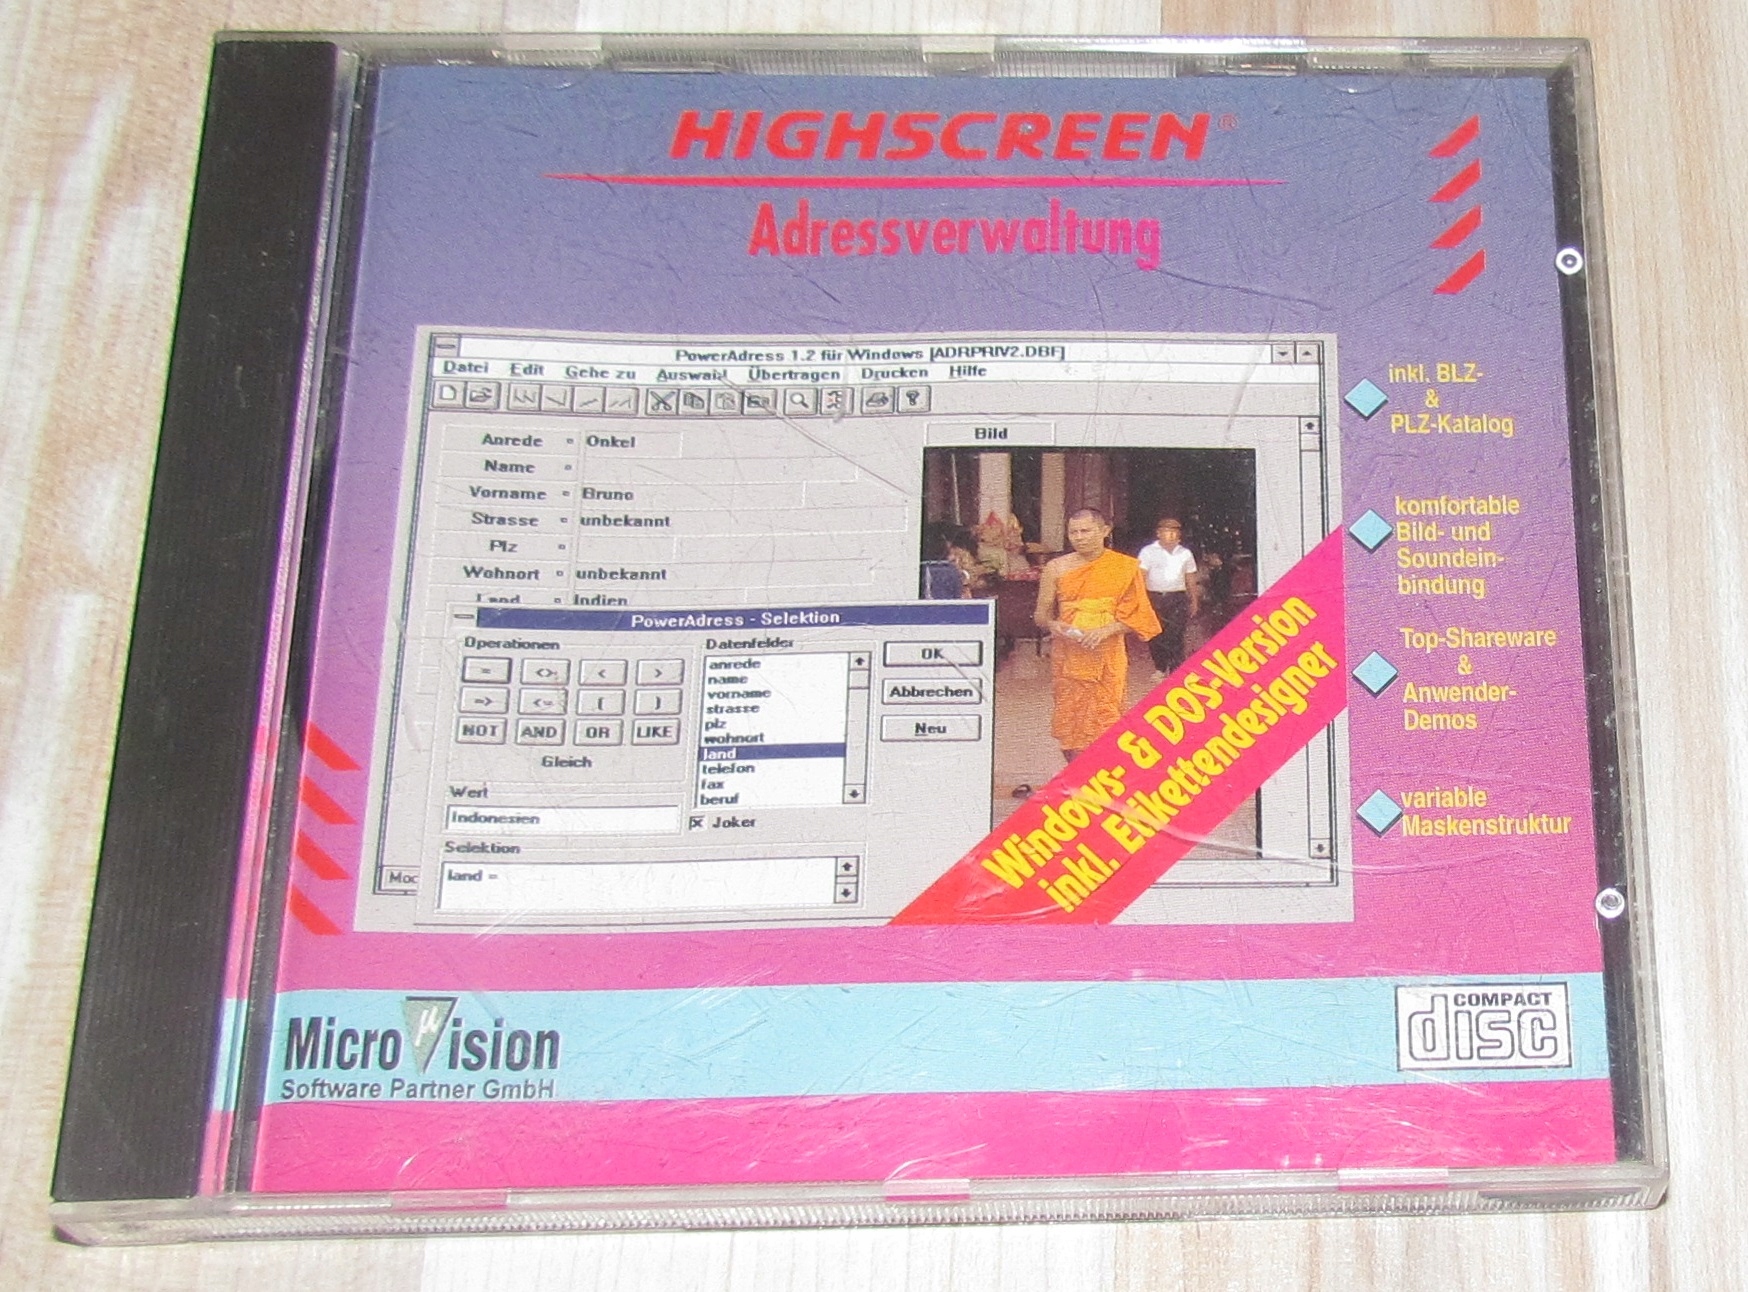 HIGHSCREEN®
Adressverwaltung
PowerAdress 1.2 für Windows [ADRPRIV2.DBF]
Datei Edit Gehe zu Auswahl Übertragen Drucken Hilfe
Anrede Onkel
Name
Vorname Bruno
Strasse unbekannt
Plz
Wohnort unbekannt
Land Indien
Bild
PowerAdress - Selektion
Operationen
= <> < >
=> <= ( )
NOT AND OR LIKE
Gleich
Wert
Indonesien
Datenfelder
anrede
name
vorname
strasse
plz
wohnort
land
telefon
fax
beruf
Joker
OK
Abbrechen
Neu
Selektion
land =
Moc
Windows- & DOS-Version
inkl. Etikettendesigner
inkl. BLZ-
&
PLZ-Katalog
komfortable
Bild- und
Soundein-
bindung
Top-Shareware
&
Anwender-
Demos
variable
Maskenstruktur
Micro µ Vision
Software Partner GmbH
COMPACT
disc